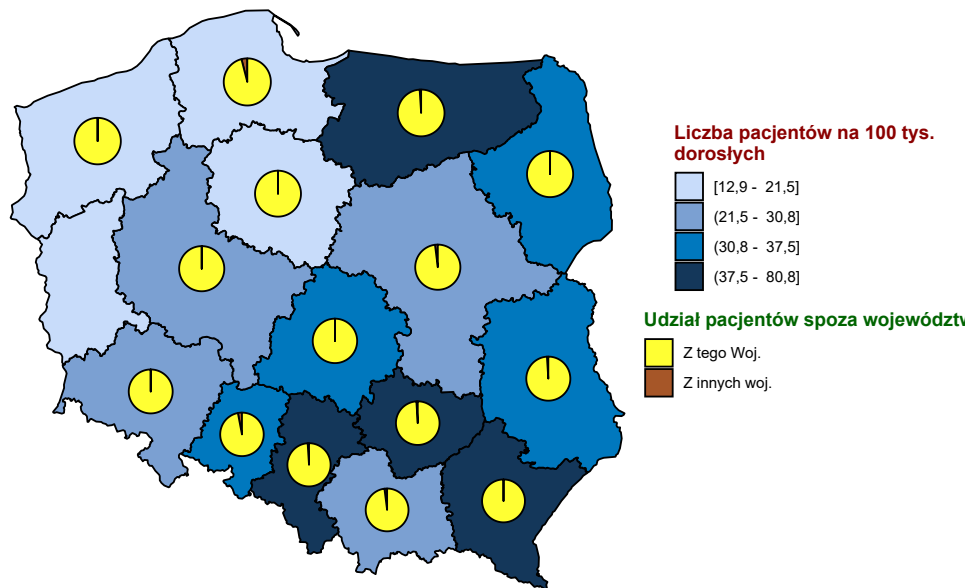 Liczba pacjentów na 100 tys.
dorosłych
[12,9 - 21,5]
(21,5 - 30,8]
(30,8 - 37,5]
(37,5 - 80,8]
Udział pacjentów spoza województw
Z tego Woj.
Z innych woj.